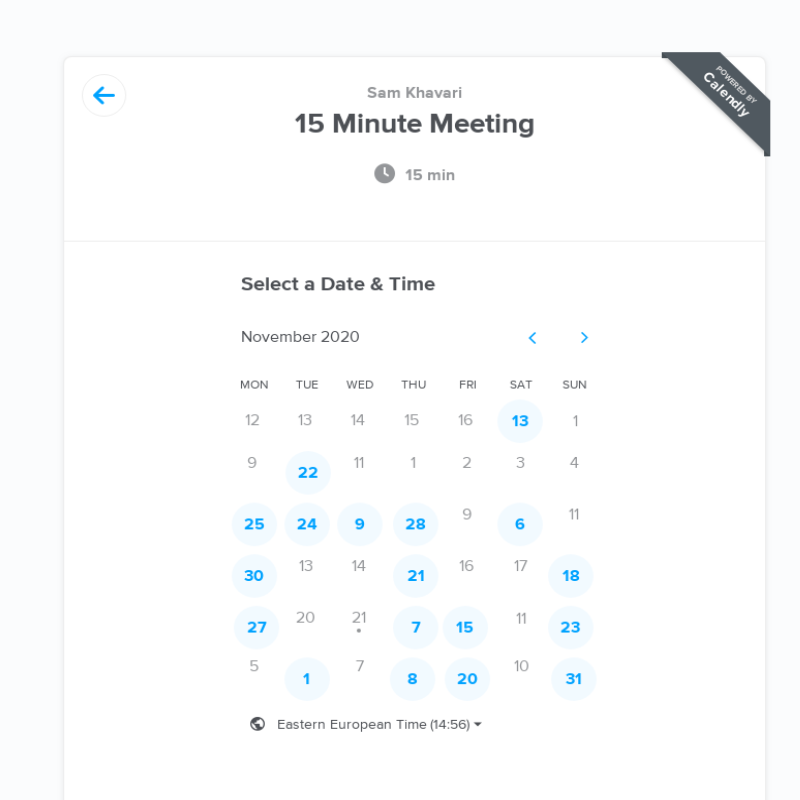 POWERED BY
Calendly
Sam Khavari
15 Minute Meeting
15 min
Select a Date & Time
November 2020
MON TUE WED THU FRI SAT SUN
12 13 14 15 16 13 1
9 22 11 1 2 3 4
25 24 9 28 9 6 11
30 13 14 21 16 17 18
27 20 21 7 15 11 23
5 1 7 8 20 10 31
Eastern European Time (14:56)